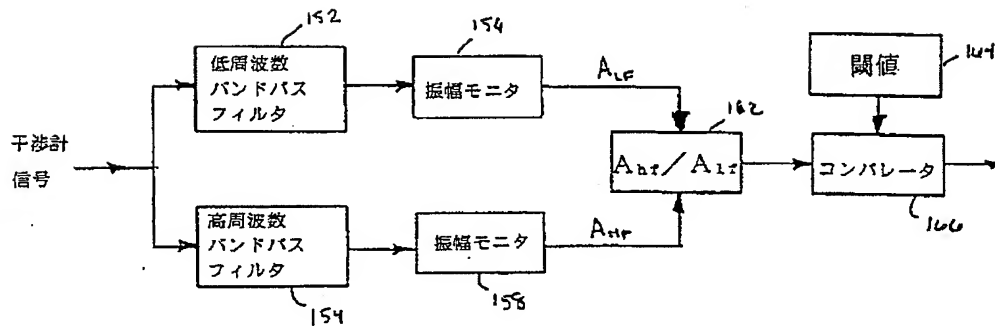 152
154
低周波数
バンドパス
フィルタ
振幅モニタ
ALF
162
閾値
164
干渉計
信号
Ahf／Alf
コンパレータ
166
高周波数
バンドパス
フィルタ
振幅モニタ
AHF
154
158